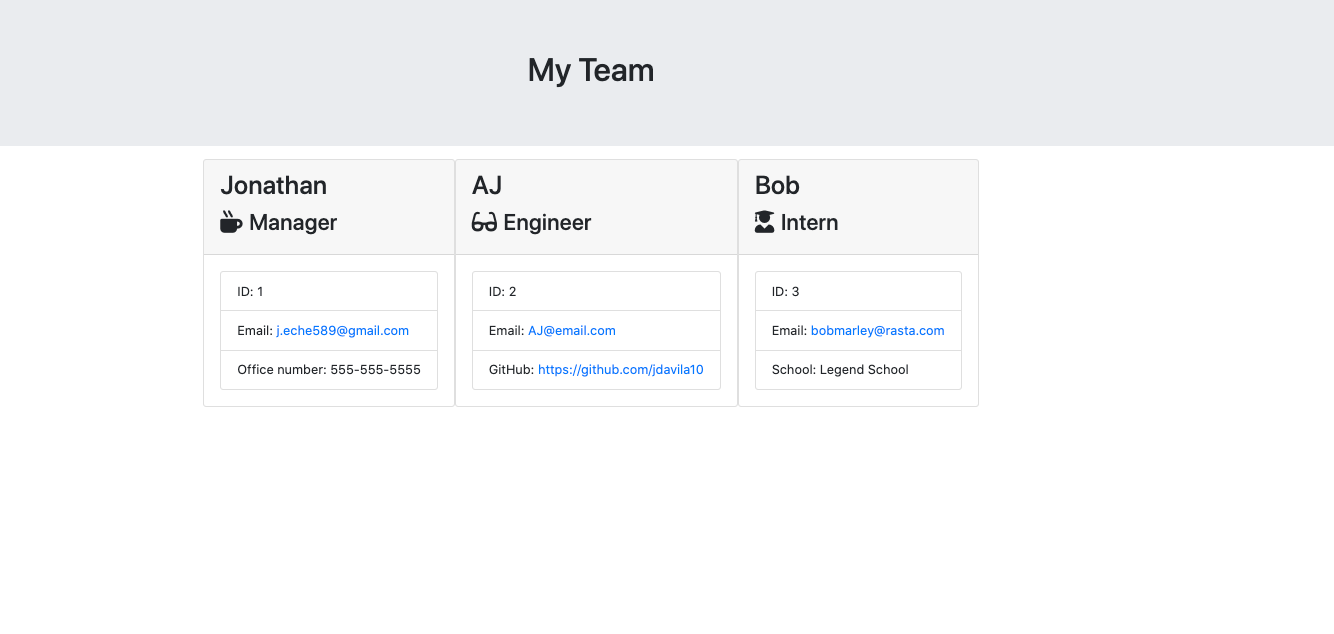 My Team
Jonathan
Manager
ID: 1
Email: j.eche589@gmail.com
Office number: 555-555-5555
AJ
Engineer
ID: 2
Email: AJ@email.com
GitHub: https://github.com/jdavila10
Bob
Intern
ID: 3
Email: bobmarley@rasta.com
School: Legend School